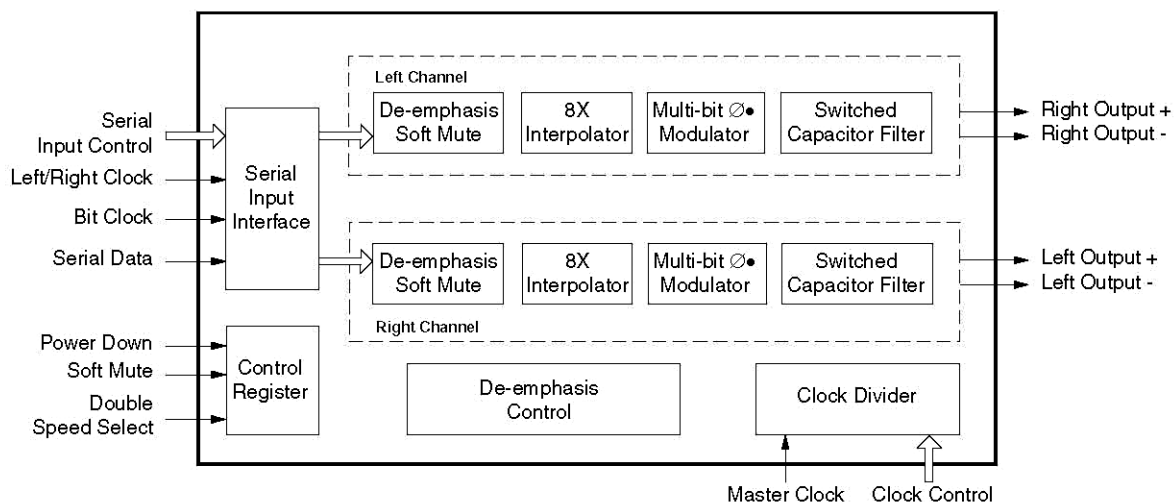 Left Channel
De-emphasis
Soft Mute
8X
Interpolator
Multi-bit ∅●
Modulator
Switched
Capacitor Filter
Right Output +
Right Output -
Serial
Input Control
Left/Right Clock
Bit Clock
Serial Data
Serial
Input
Interface
De-emphasis
Soft Mute
8X
Interpolator
Multi-bit ∅●
Modulator
Switched
Capacitor Filter
Right Channel
Left Output +
Left Output -
Power Down
Soft Mute
Double
Speed Select
Control
Register
De-emphasis
Control
Clock Divider
Master Clock
Clock Control